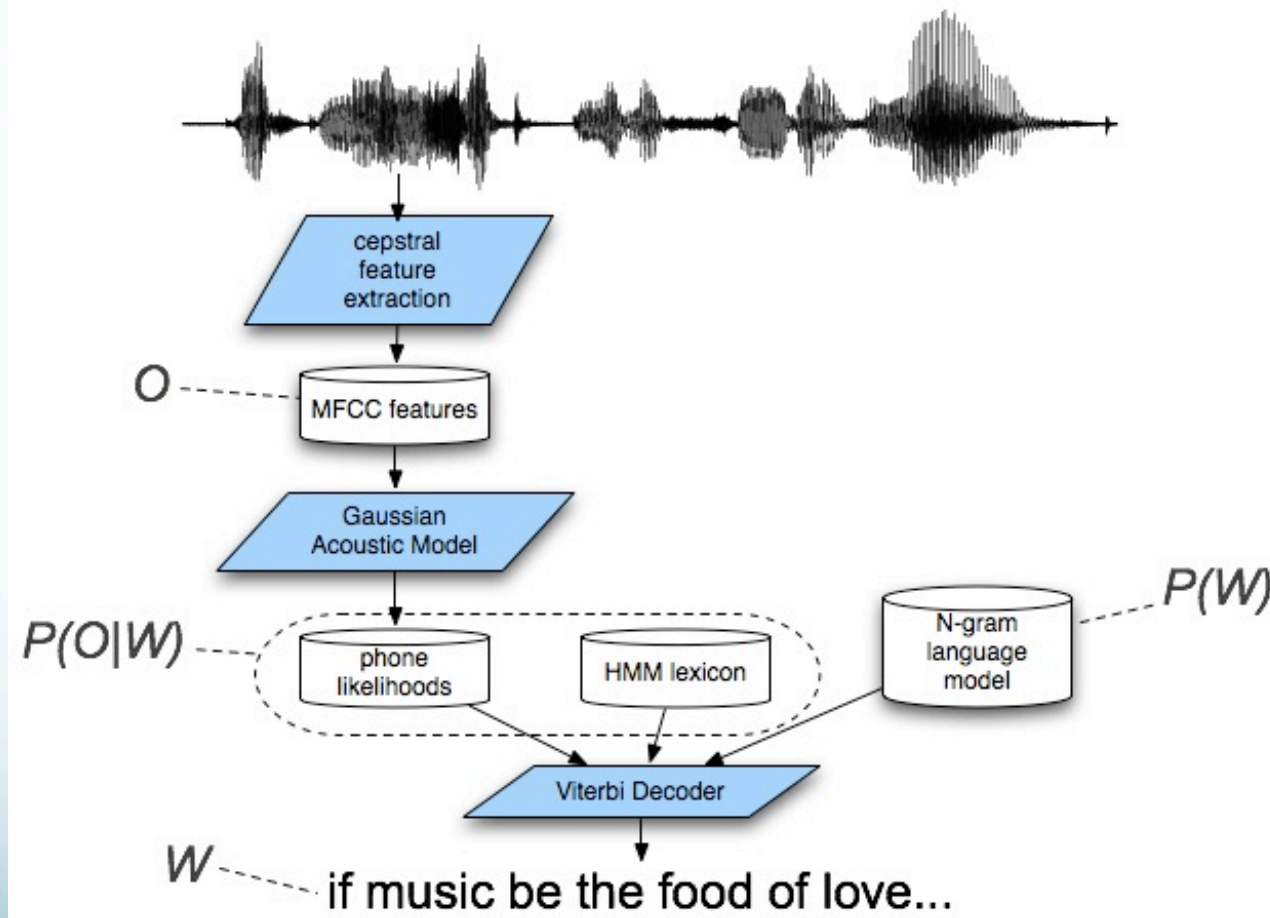 cepstral
feature
extraction
O
MFCC features
Gaussian
Acoustic Model
P(O|W)
phone
likelihoods
HMM lexicon
N-gram
language
model
P(W)
Viterbi Decoder
W
if music be the food of love...